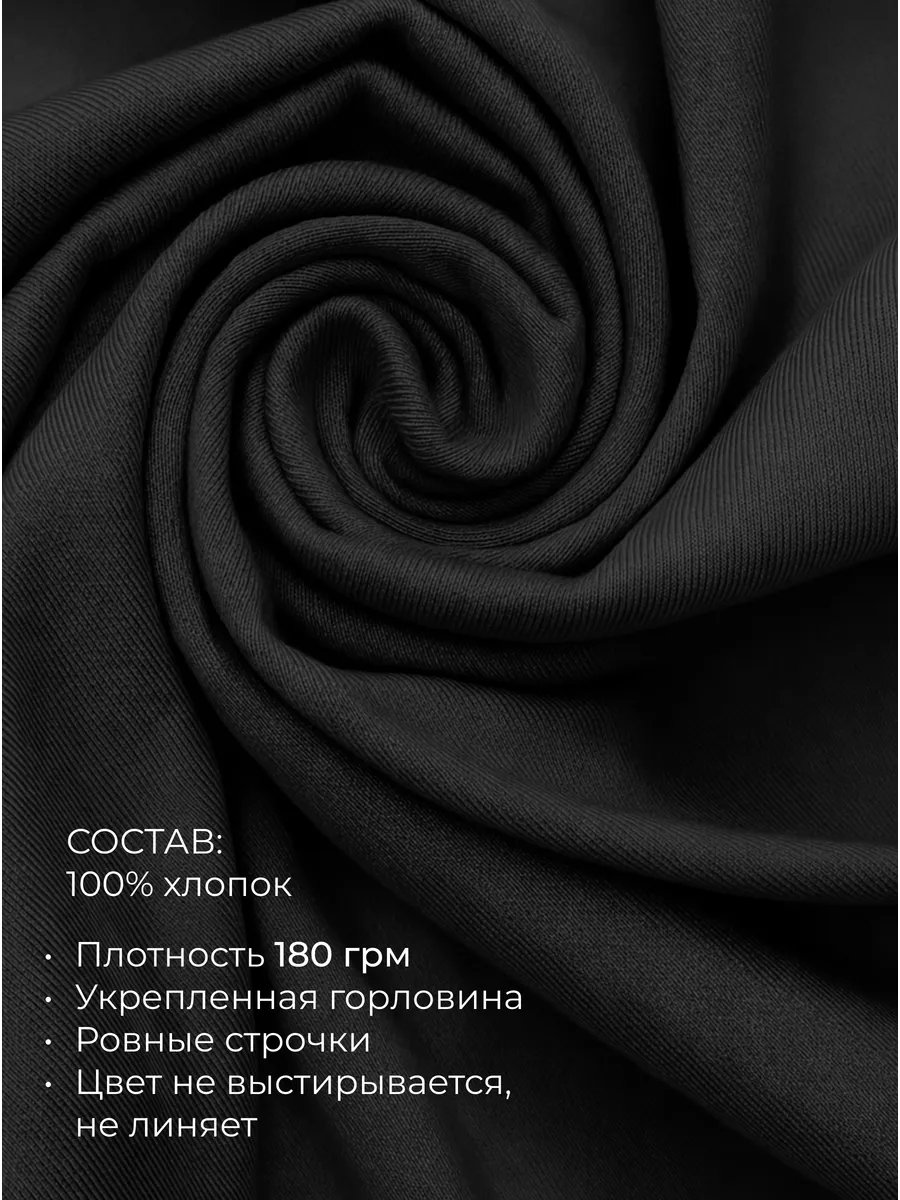 СОСТАВ:
100% хлопок
• Плотность 180 грм
• Укрепленная горловина
• Ровные строчки
• Цвет не выстирывается,
не линяет